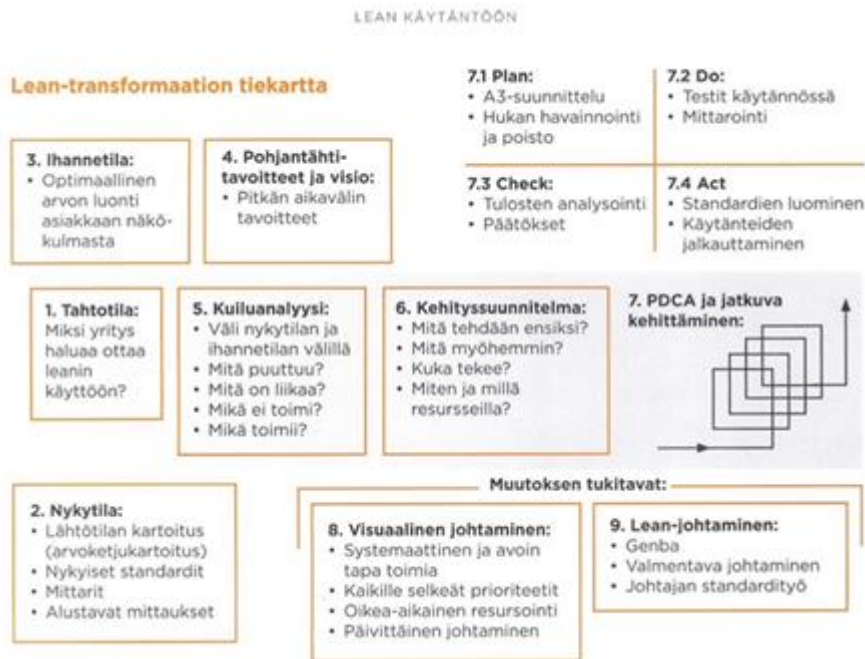 LEAN KÄYTÄNTÖÖN
Lean-transformaation tiekartta
3. Ihannetila:
• Optimaallinen
arvon luonti
asiakkaan näkö-
kulmasta
4. Pohjantähti-
tavoitteet ja visio:
• Pitkän aikavälin
tavoitteet
7.1 Plan:
• A3-suunnittelu
• Hukan havainnointi
ja poisto
7.2 Do:
• Testit käytännössä
• Mittarointi
7.3 Check:
• Tulosten analysointi
• Päätökset
7.4 Act
• Standardien luominen
• Käytänteiden
jalkauttaminen
1. Tahtotila:
Miksi yritys
haluaa ottaa
leanin
käyttöön?
5. Kuiluanalyysi:
• Väli nykytilan ja
ihannetilan välillä
• Mitä puuttuu?
• Mitä on liikaa?
• Mikä ei toimi?
• Mikä toimii?
6. Kehityssuunnitelma:
• Mitä tehdään ensiksi?
• Mitä myöhemmin?
• Kuka tekee?
• Miten ja millä
resursseilla?
7. PDCA ja jatkuva
kehittäminen:
2. Nykytila:
• Lähtötilan kartoitus
(arvoketjukartoitus)
• Nykyiset standardit
• Mittarit
• Alustavat mittaukset
Muutoksen tukitavat:
8. Visuaalinen johtaminen:
• Systemaattinen ja avoin
tapa toimia
• Kaikille selkeät prioriteetit
• Oikea-aikainen resursointi
• Päivittäinen johtaminen
9. Lean-johtaminen:
• Genba
• Valmentava johtaminen
• Johtajan standardityö